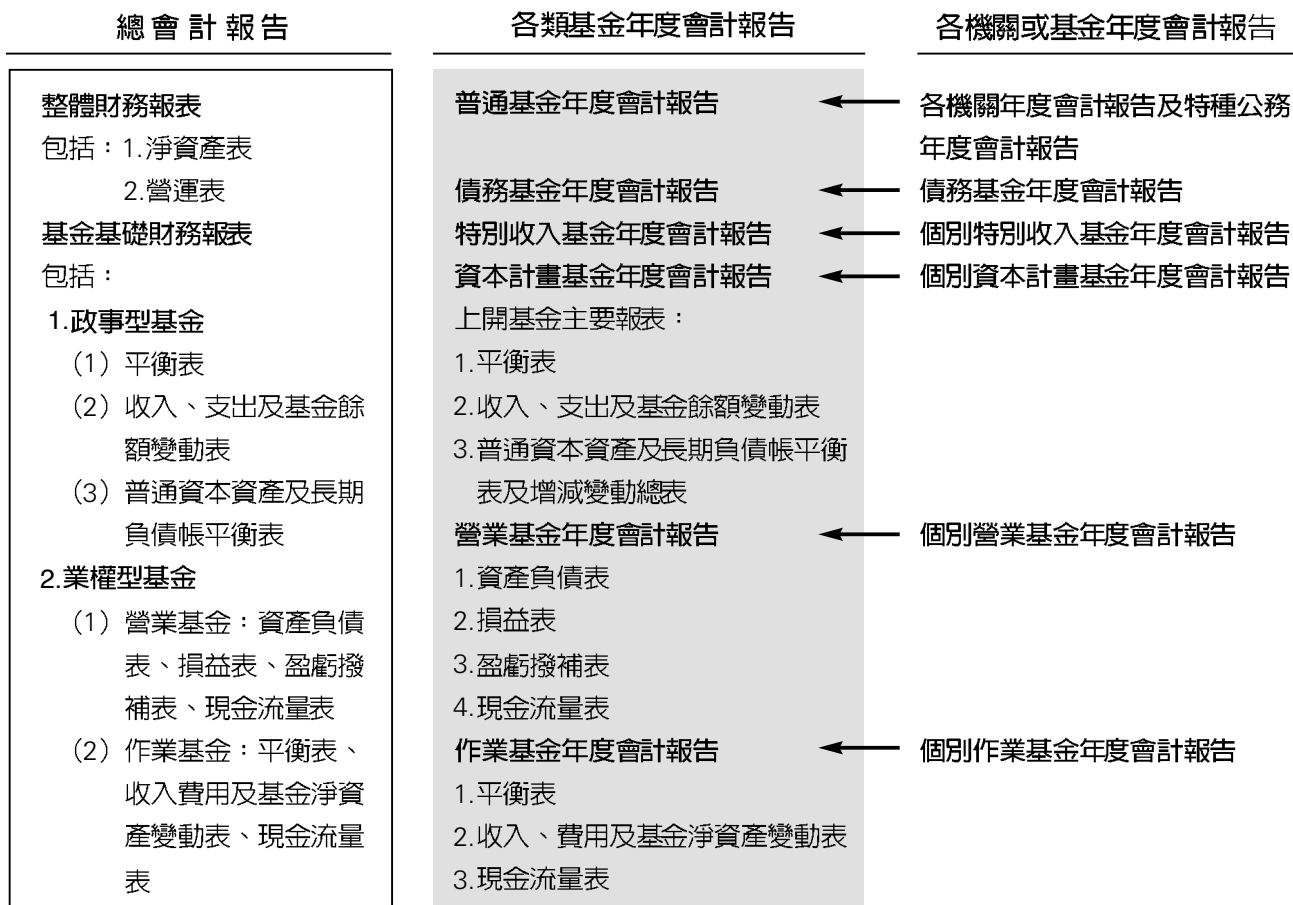 總會計報告
整體財務報表
包括：1.淨資產表
2.營運表
基金基礎財務報表
包括：
1.政事型基金
（1）平衡表
（2）收入、支出及基金餘
額變動表
（3）普通資本資產及長期
負債帳平衡表
2.業權型基金
（1）營業基金：資產負債
表、損益表、盈虧撥
補表、現金流量表
（2）作業基金：平衡表、
收入費用及基金淨資
產變動表、現金流量
表
各類基金年度會計報告
普通基金年度會計報告
債務基金年度會計報告
特別收入基金年度會計報告
資本計畫基金年度會計報告
上開基金主要報表：
1.平衡表
2.收入、支出及基金餘額變動表
3.普通資本資產及長期負債帳平衡
表及增減變動總表
營業基金年度會計報告
1.資產負債表
2.損益表
3.盈虧撥補表
4.現金流量表
作業基金年度會計報告
1.平衡表
2.收入、費用及基金淨資產變動表
3.現金流量表
各機關或基金年度會計報告
各機關年度會計報告及特種公務
年度會計報告
債務基金年度會計報告
個別特別收入基金年度會計報告
個別資本計畫基金年度會計報告
個別營業基金年度會計報告
個別作業基金年度會計報告